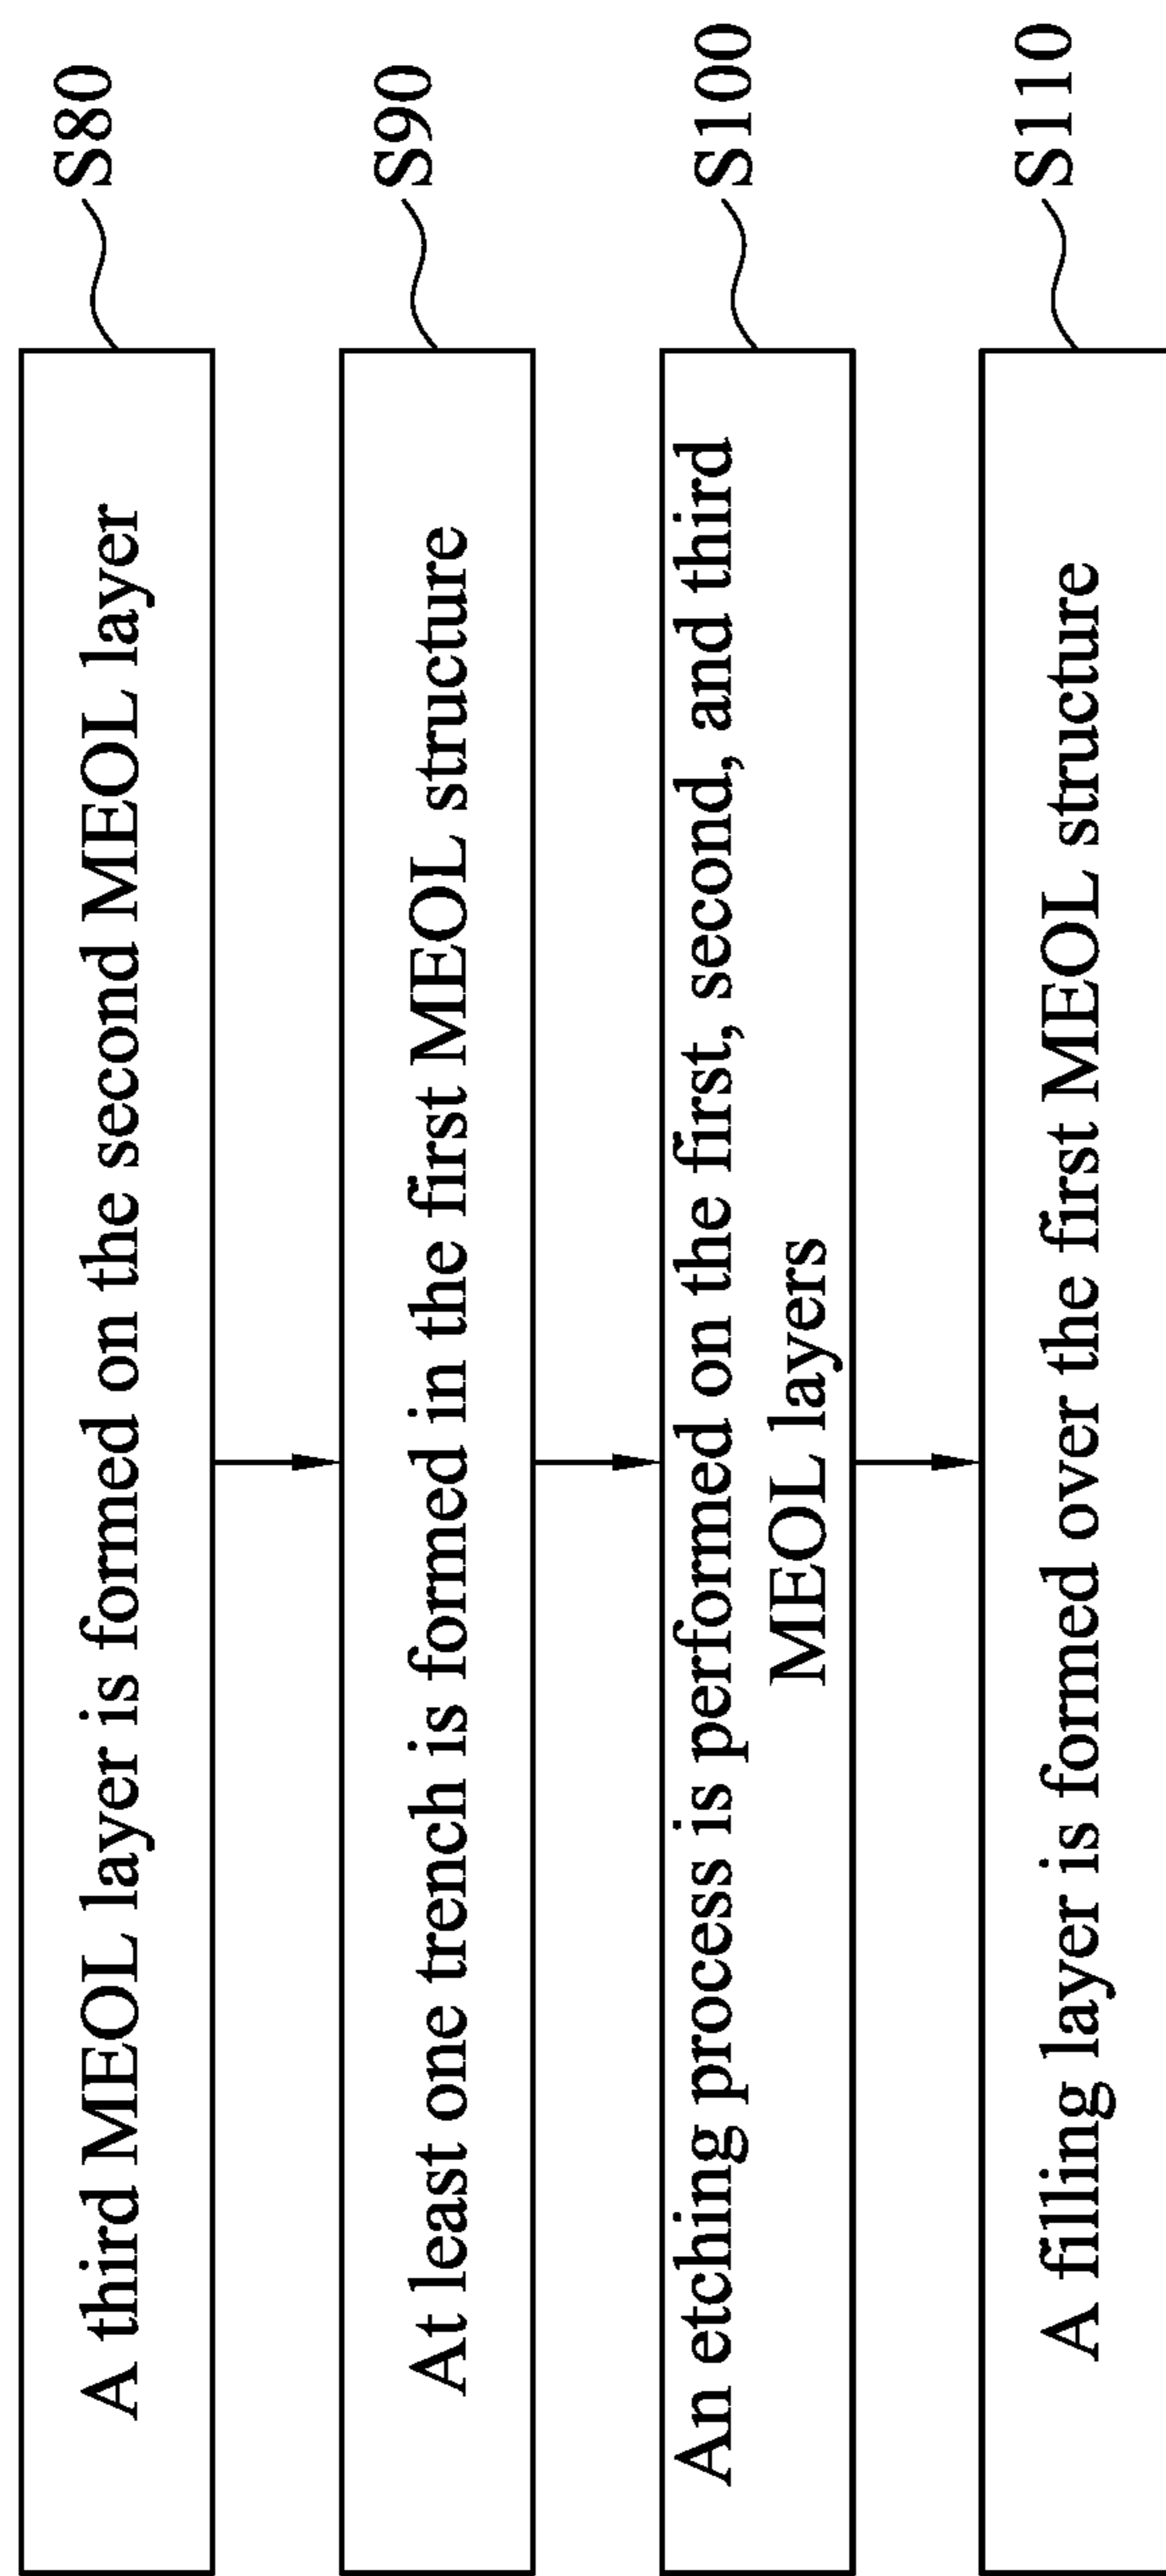 A third MEOL layer is formed on the second MEOL layer
S80
At least one trench is formed in the first MEOL structure
S90
An etching process is performed on the first, second, and third
MEOL layers
S100
A filling layer is formed over the first MEOL structure
S110